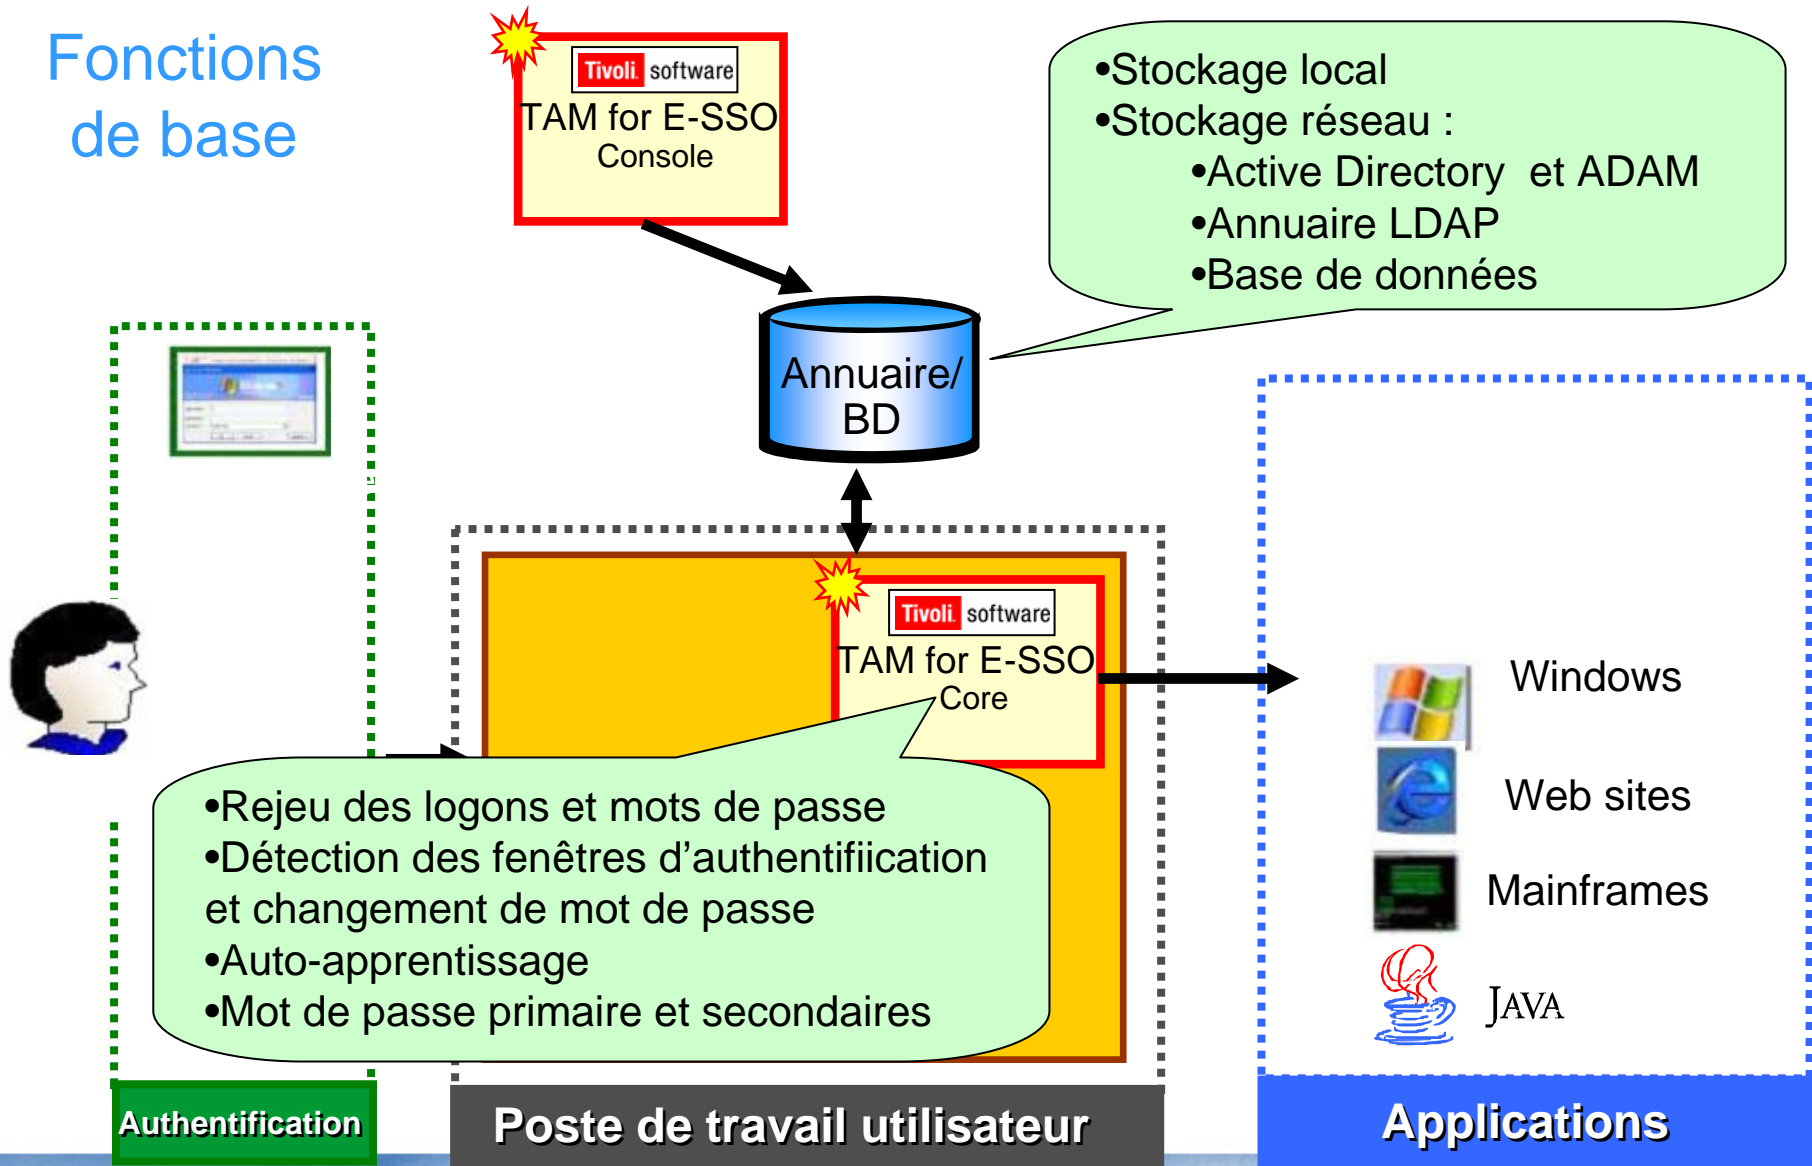 Fonctions
de base
Tivoli. software
TAM for E-SSO
Console
•Stockage local
•Stockage réseau :
•Active Directory et ADAM
•Annuaire LDAP
•Base de données
Annuaire/
BD
Tivoli. software
TAM for E-SSO
Core
•Rejeu des logons et mots de passe
•Détection des fenêtres d’authentifiication
et changement de mot de passe
•Auto-apprentissage
•Mot de passe primaire et secondaires
Windows
Web sites
Mainframes
JAVA
Authentification
Poste de travail utilisateur
Applications